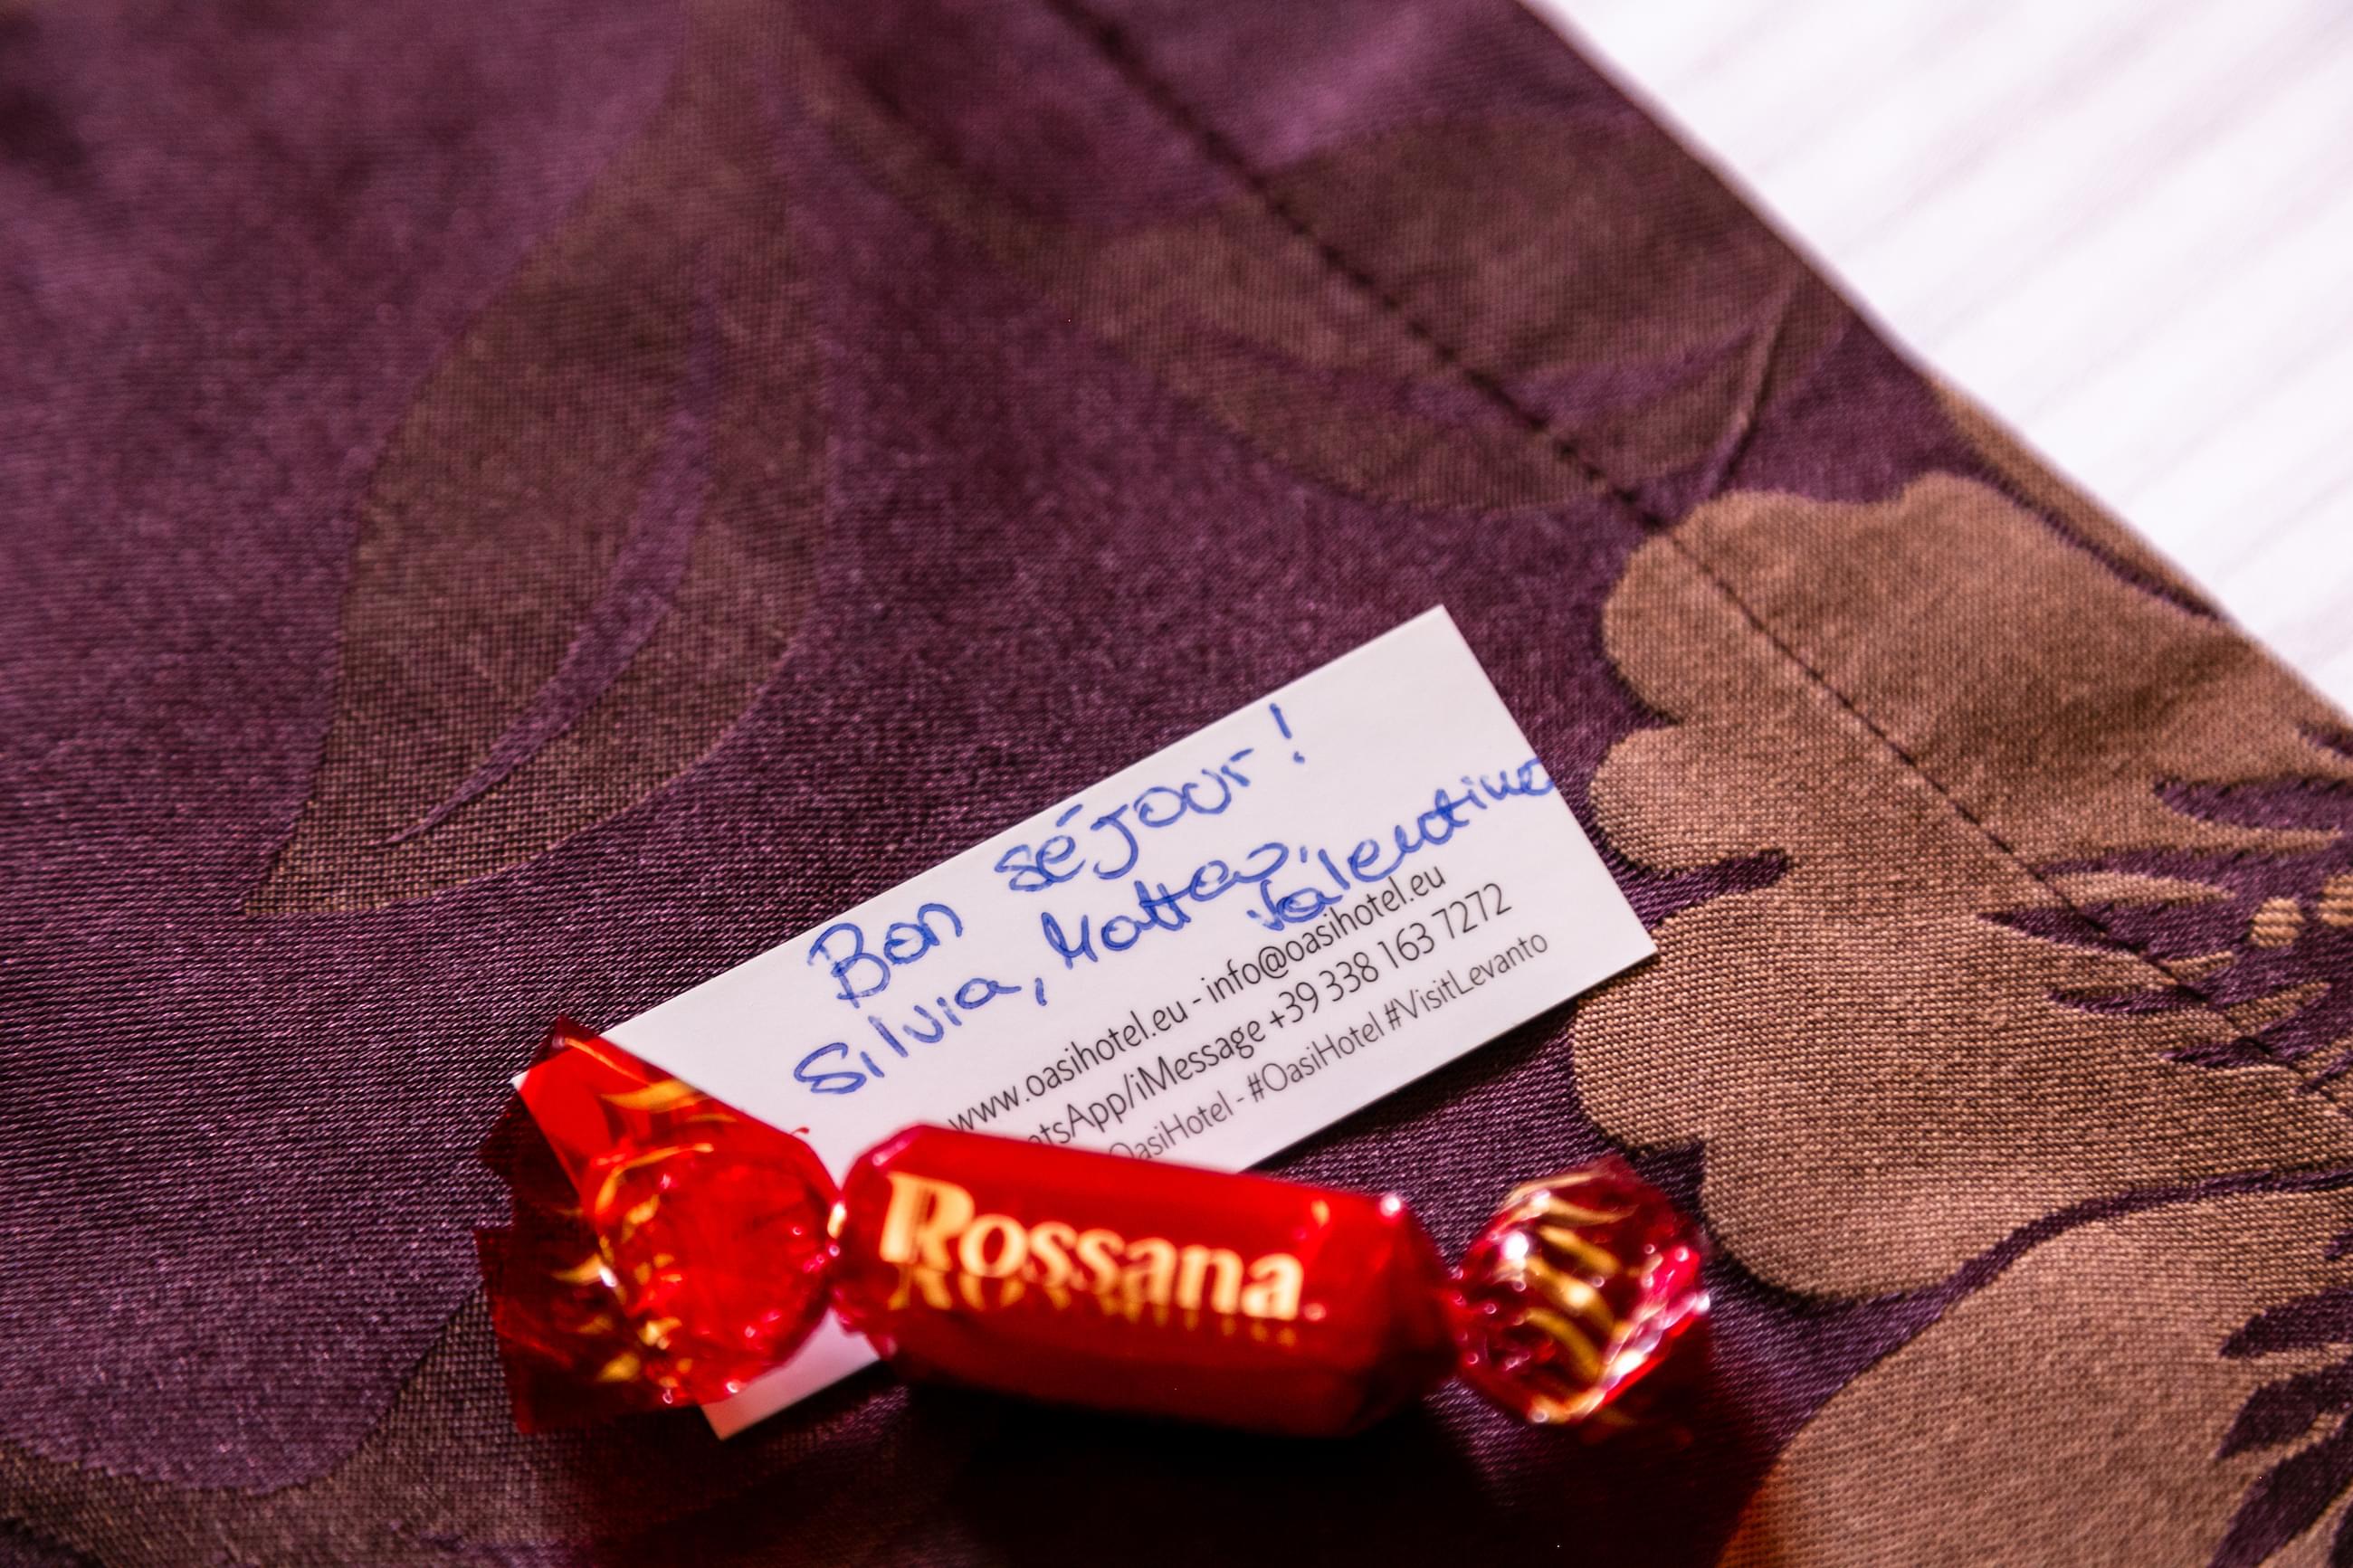 Bon séjour!
Silvia, Matteo,
Valentina
www.oasihotel.eu - info@oasihotel.eu
atsApp/iMessage +39 338 163 7272
OasiHotel - #OasiHotel #VisitLevanto
Rossana